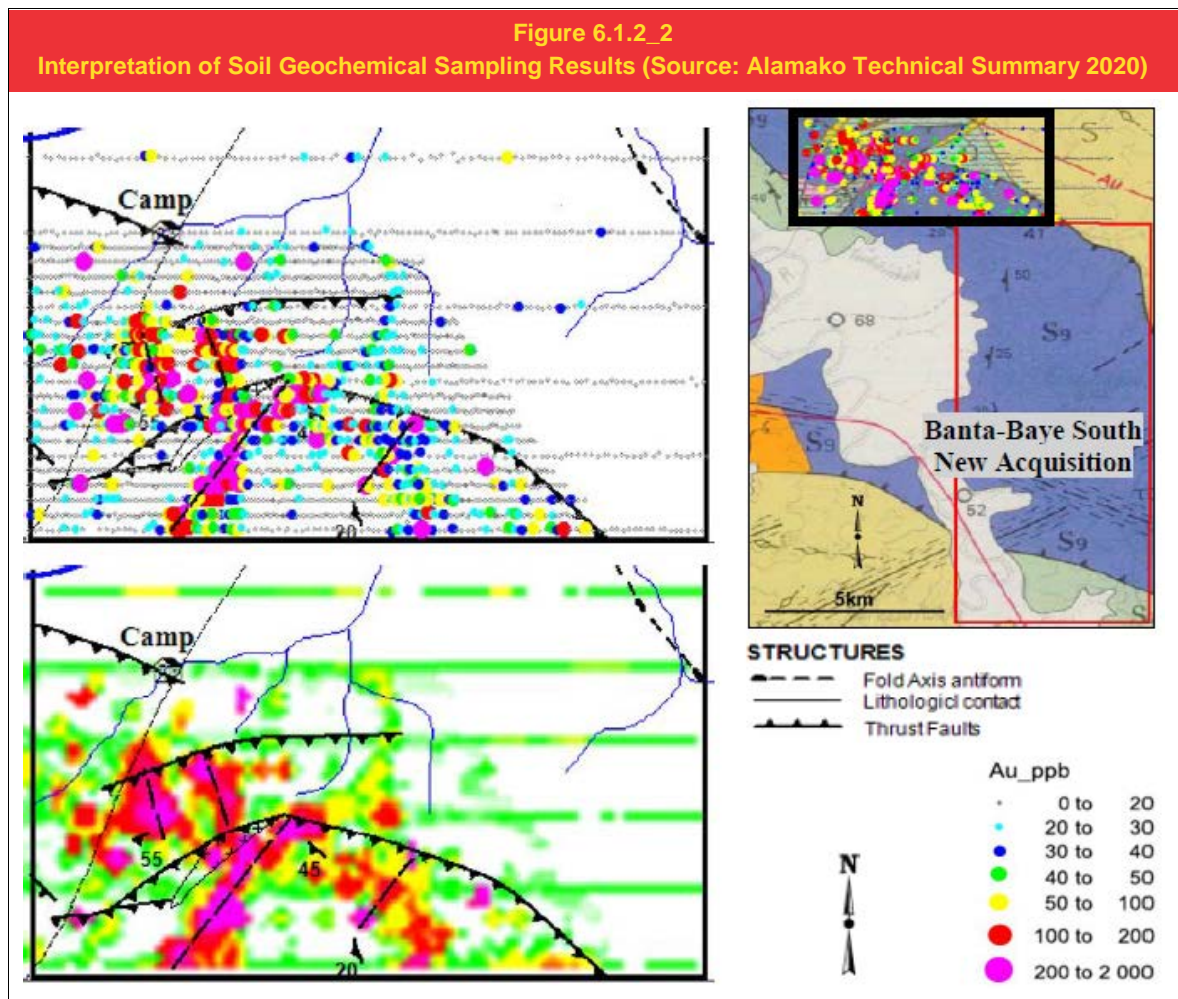 Figure 6.1.2_2
Interpretation of Soil Geochemical Sampling Results (Source: Alamako Technical Summary 2020)
Camp
55
20
Camp
55
45
20
S
Au
41
50
68
S9
25
Banta-Baye South
New Acquisition
S9
52
N
S9
5km
STRUCTURES
Fold Axis antiform
Lithologicl contact
Thrust Faults
Au_ppb
0 to 20
20 to 30
30 to 40
40 to 50
50 to 100
100 to 200
200 to 2 000
N